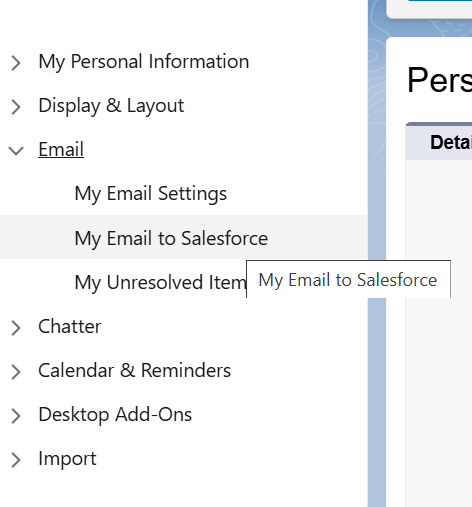 My Personal Information
Display & Layout
Email
My Email Settings
My Email to Salesforce
My Unresolved Item
My Email to Salesforce
Chatter
Calendar & Reminders
Desktop Add-Ons
Import
Pers
Detai